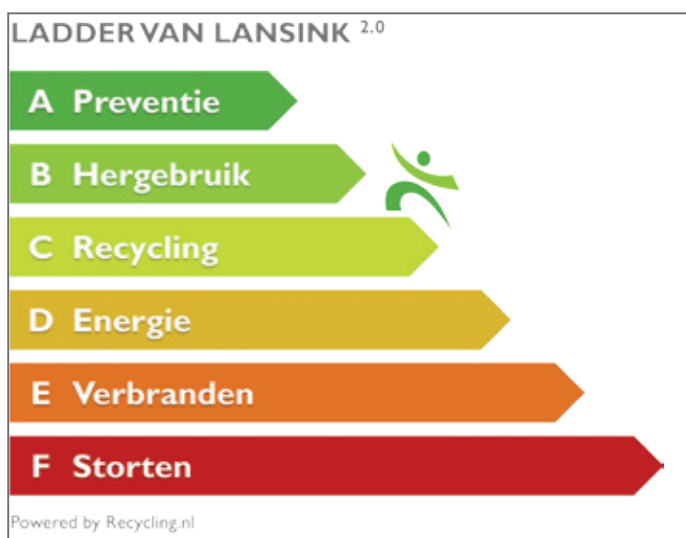 LADDER VAN LANSINK 2.0
A Preventie
B Hergebruik
C Recycling
D Energie
E Verbranden
F Storten
Powered by Recycling.nl